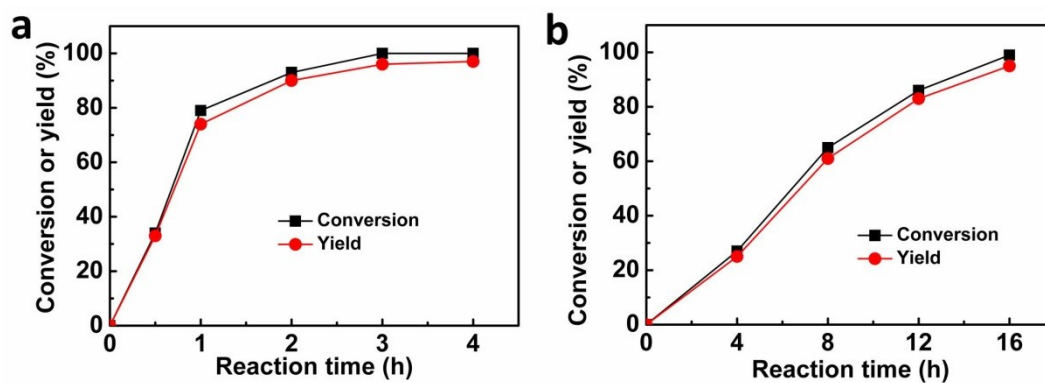 a
Conversion or yield (%)
100
80
60
40
20
0
Conversion
Yield
0 1 2 3 4
Reaction time (h)
b
Conversion or yield (%)
100
80
60
40
20
0
Conversion
Yield
0 4 8 12 16
Reaction time (h)